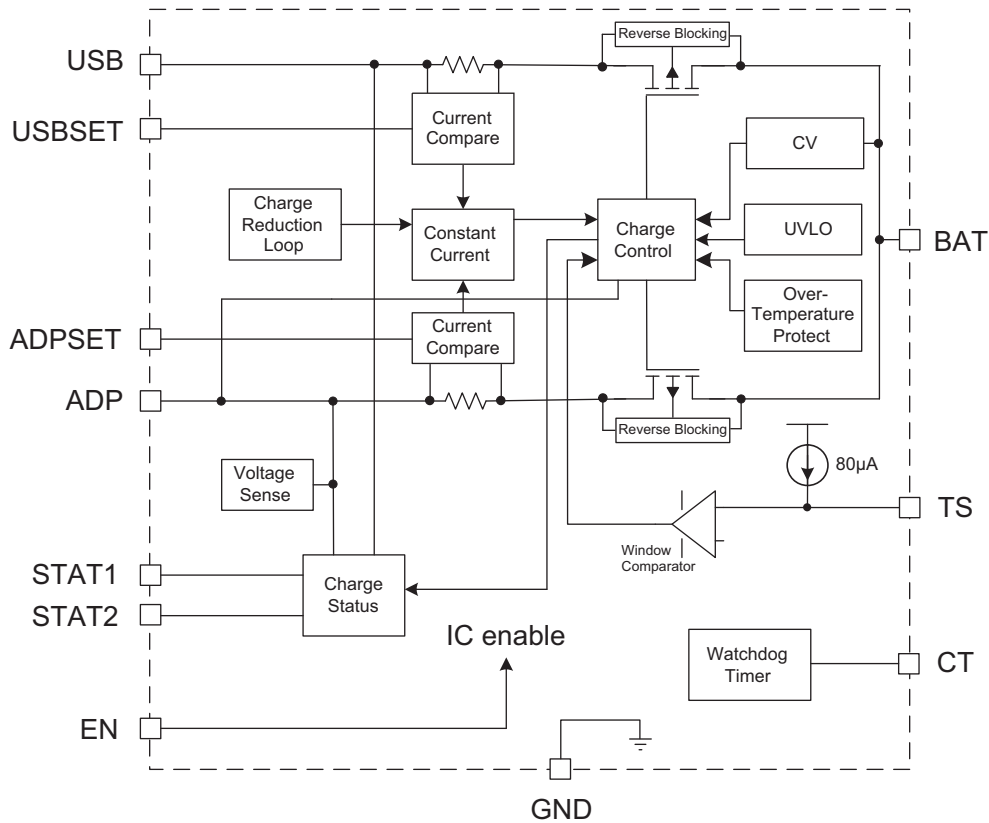 Reverse Blocking
USB
USBSET
Current
Compare
CV
Charge
Reduction
Loop
Constant
Current
Charge
Control
UVLO
BAT
Over-
Temperature
Protect
ADPSET
Current
Compare
ADP
Reverse Blocking
Voltage
Sense
80µA
TS
Window
Comparator
STAT1
STAT2
Charge
Status
IC enable
Watchdog
Timer
CT
EN
GND